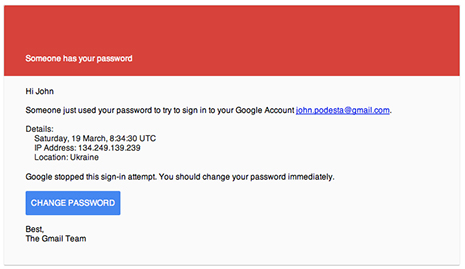 Someone has your password
Hi John
Someone just used your password to try to sign in to your Google Account john.podesta@gmail.com.
Details:
Saturday, 19 March, 8:34:30 UTC
IP Address: 134.249.139.239
Location: Ukraine
Google stopped this sign-in attempt. You should change your password immediately.
CHANGE PASSWORD
Best,
The Gmail Team